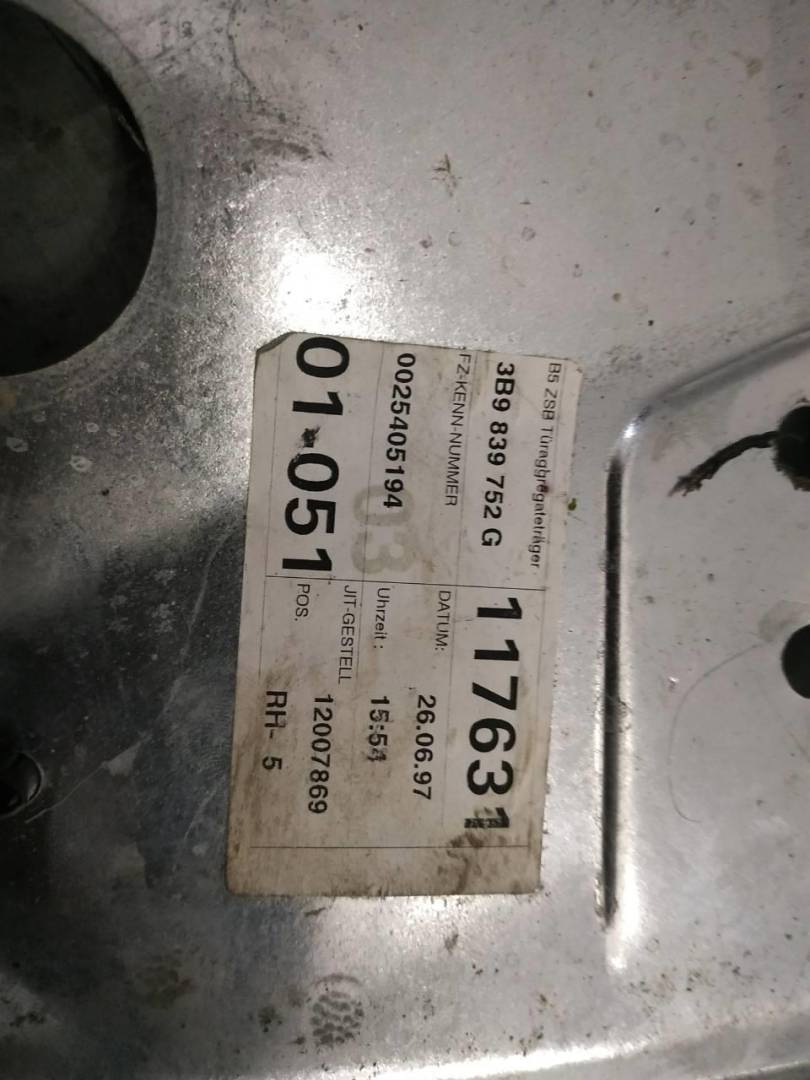 B5 ZSB Türaggregateträger
3B9 839 752 G
117631
FZ-KENN-NUMMER
DATUM:
26.06.97
0025405194
03
Uhrzeit :
15:54
JIT-GESTELL
12007869
01 051
POS.
RH- 5